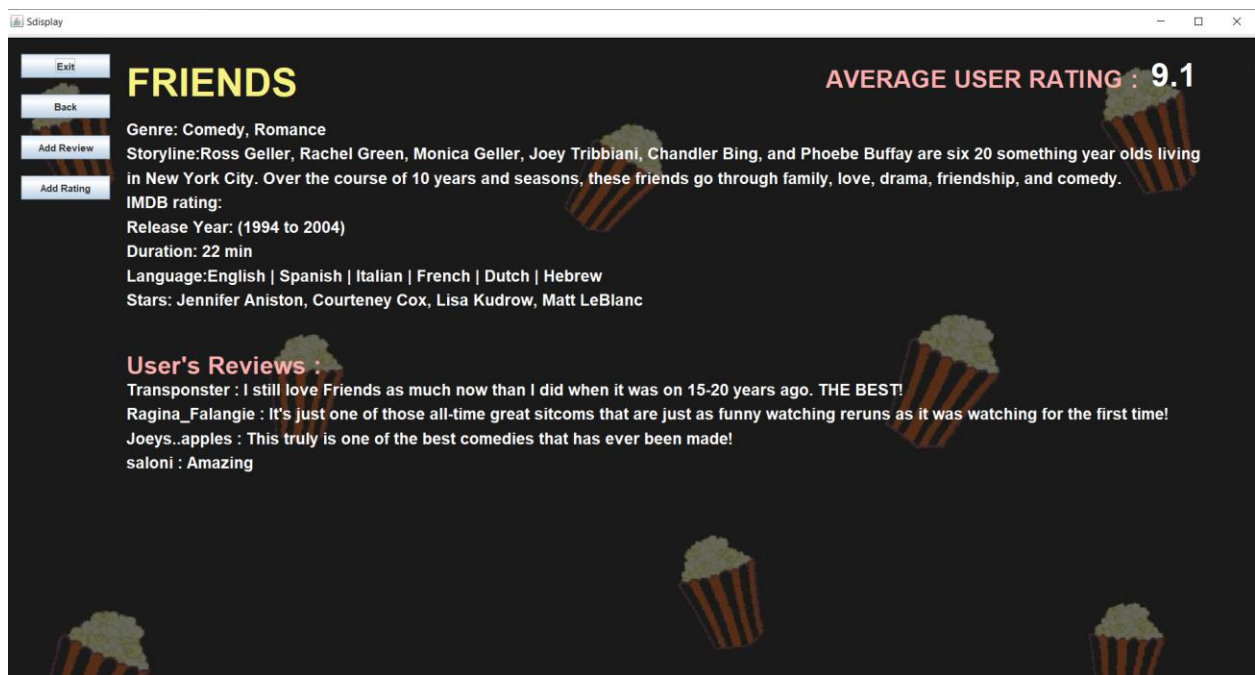 Sdisplay
Exit
Back
Add Review
Add Rating
FRIENDS
AVERAGE USER RATING : 9.1
Genre: Comedy, Romance
Storyline:Ross Geller, Rachel Green, Monica Geller, Joey Tribbiani, Chandler Bing, and Phoebe Buffay are six 20 something year olds living
in New York City. Over the course of 10 years and seasons, these friends go through family, love, drama, friendship, and comedy.
IMDB rating:
Release Year: (1994 to 2004)
Duration: 22 min
Language:English | Spanish | Italian | French | Dutch | Hebrew
Stars: Jennifer Aniston, Courteney Cox, Lisa Kudrow, Matt LeBlanc
User's Reviews :
Transponster : I still love Friends as much now than I did when it was on 15-20 years ago. THE BEST!
Ragina_Falangie : It's just one of those all-time great sitcoms that are just as funny watching reruns as it was watching for the first time!
Joeys..apples : This truly is one of the best comedies that has ever been made!
saloni : Amazing